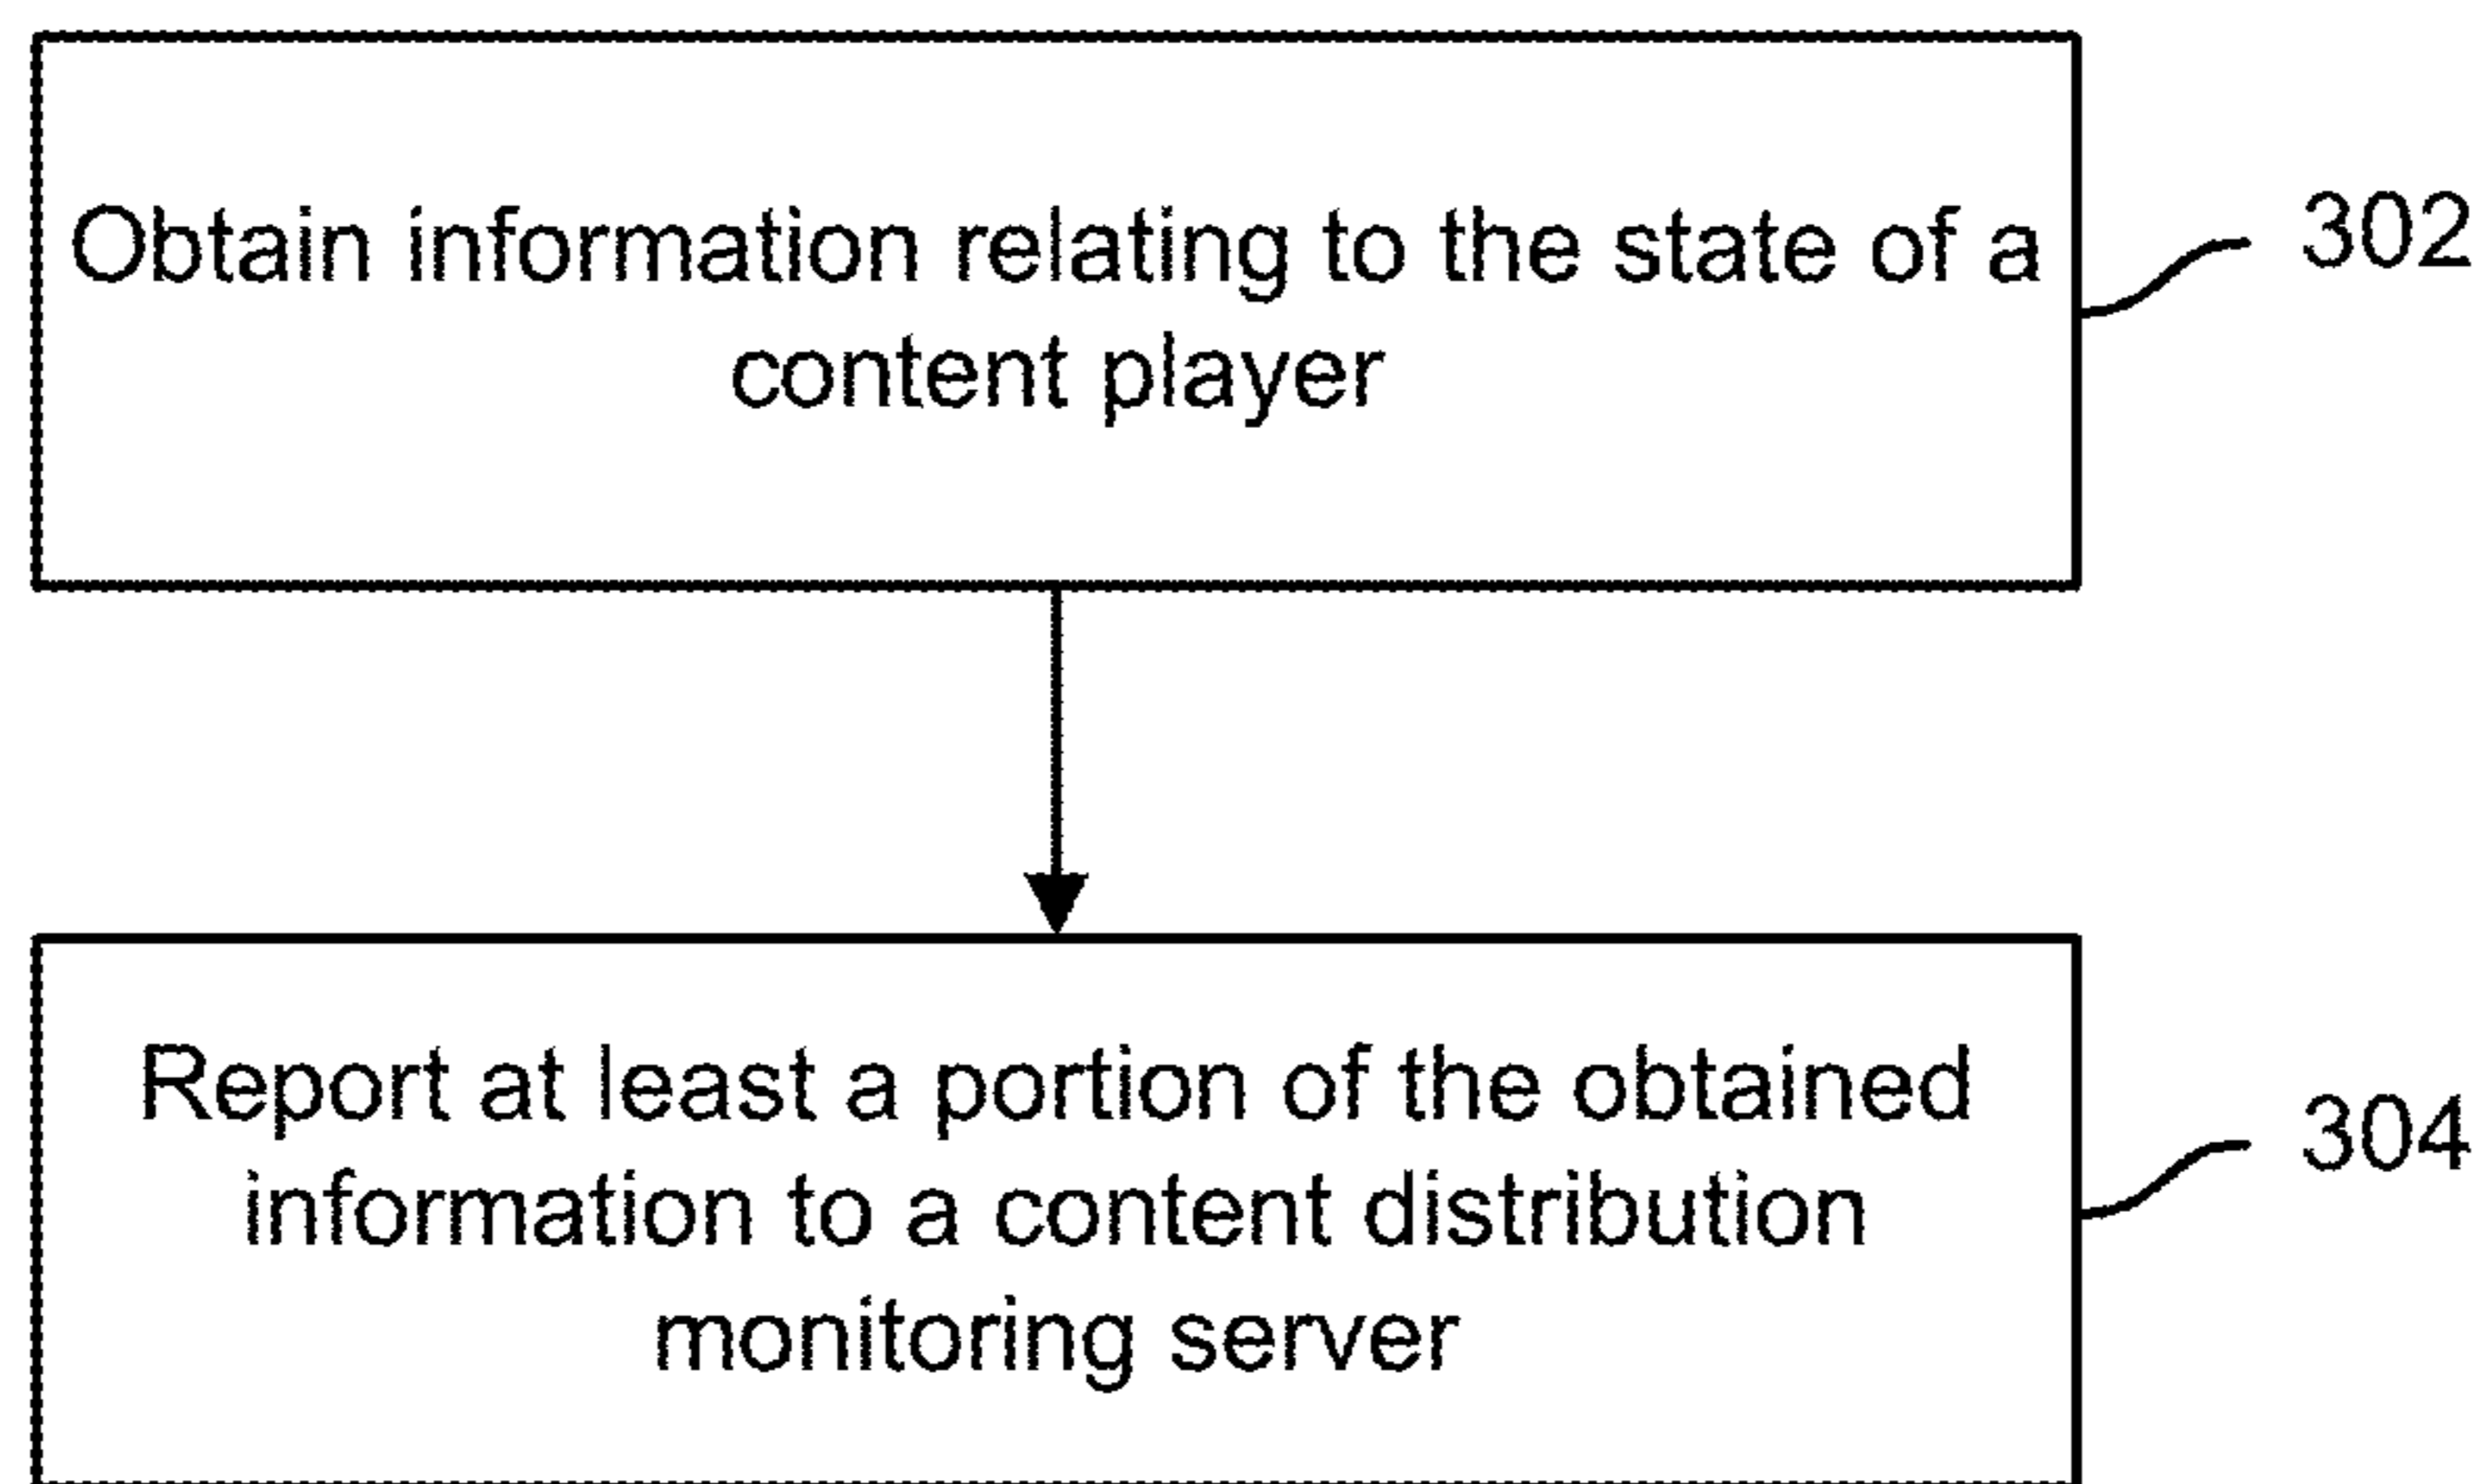 Obtain information relating to the state of a
content player
302
Report at least a portion of the obtained
information to a content distribution
monitoring server
304